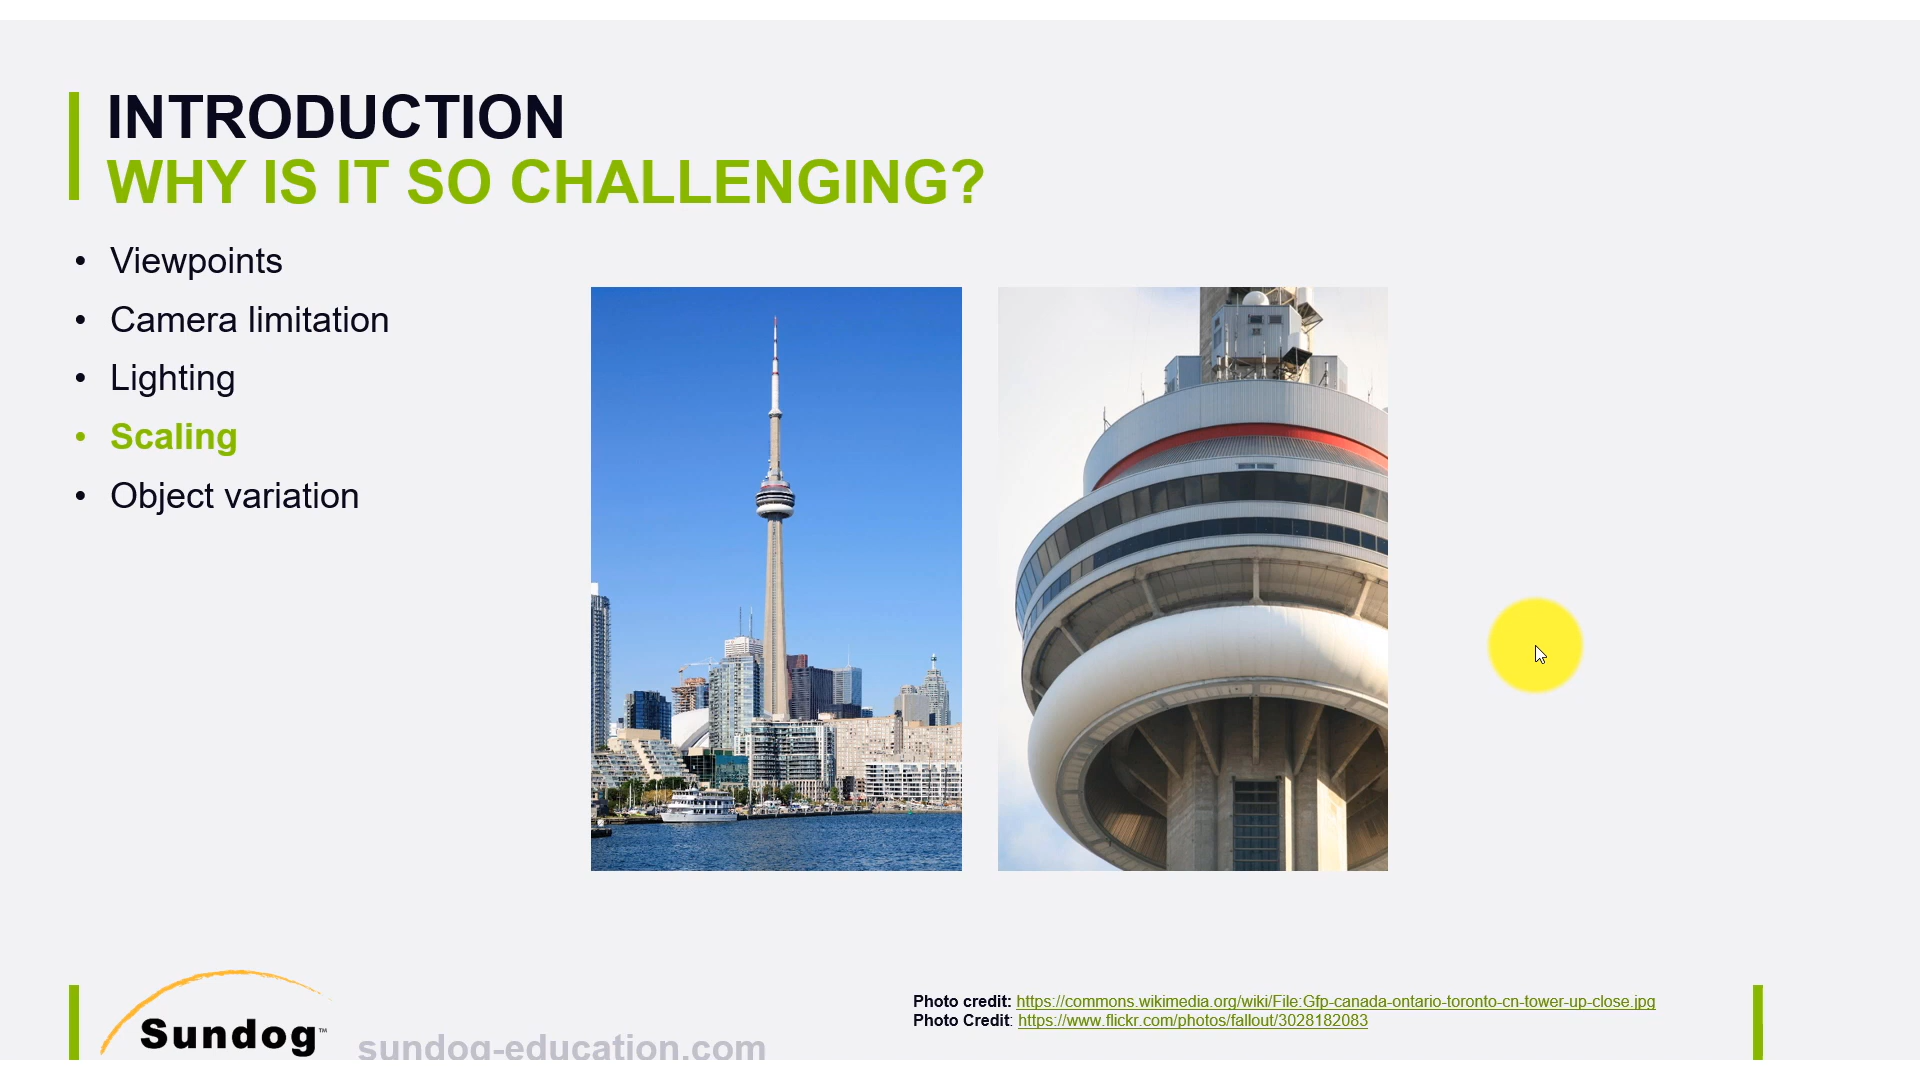 INTRODUCTION
WHY IS IT SO CHALLENGING?
• Viewpoints
• Camera limitation
• Lighting
• Scaling
• Object variation
Photo credit: https://commons.wikimedia.org/wiki/File:Gfp-canada-ontario-toronto-cn-tower-up-close.jpg
Photo Credit: https://www.flickr.com/photos/fallout/3028182083
Sundog™
sundog-education.com